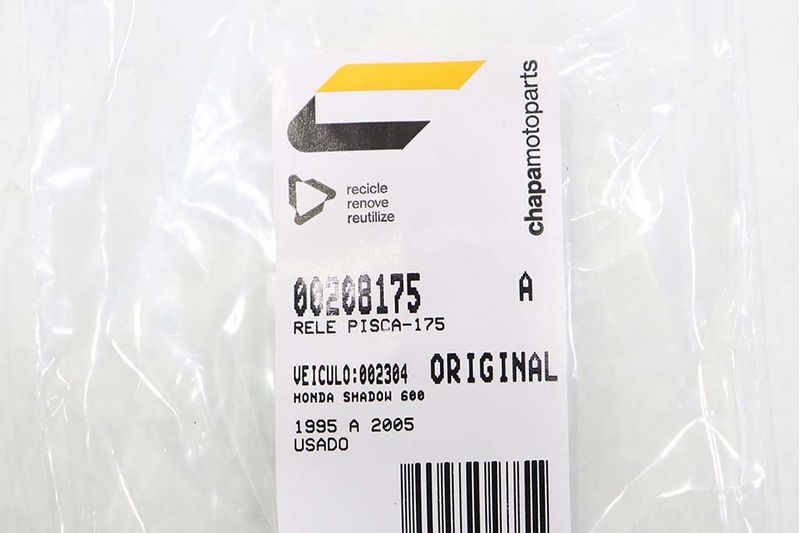 chapamotoparts
recicle
renove
reutilize
00208175 A
RELE PISCA-175
VEICULO:002304 ORIGINAL
HONDA SHADOW 600
1995 A 2005
USADO